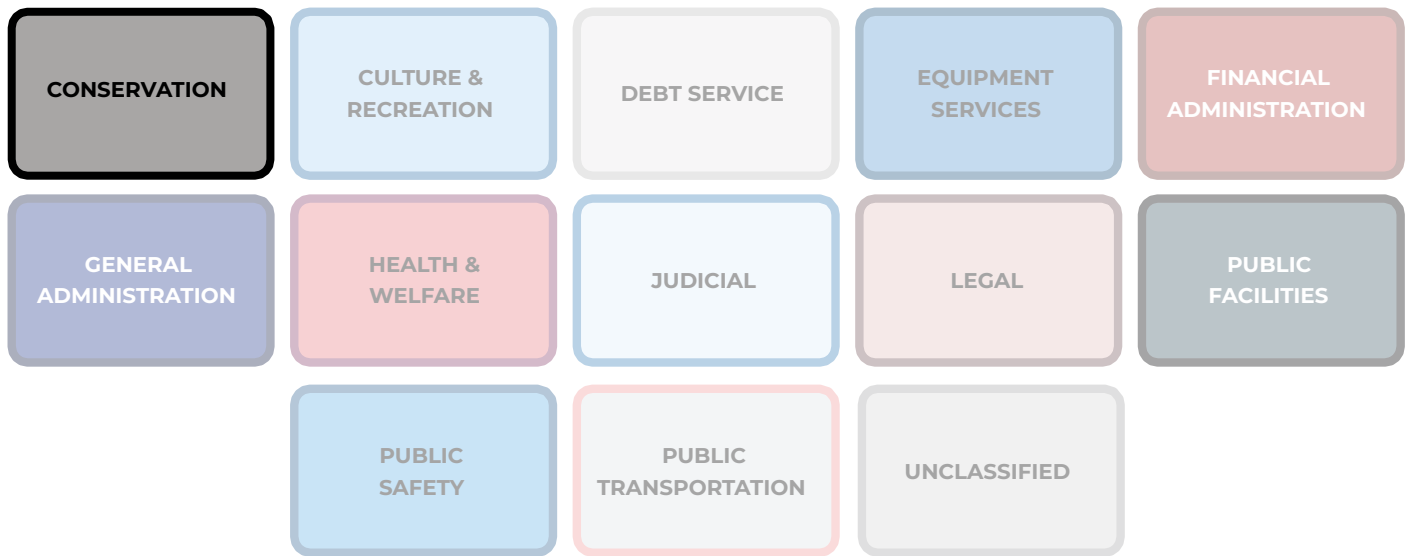 CONSERVATION
CULTURE &
RECREATION
DEBT SERVICE
EQUIPMENT
SERVICES
FINANCIAL
ADMINISTRATION
GENERAL
ADMINISTRATION
HEALTH &
WELFARE
JUDICIAL
LEGAL
PUBLIC
FACILITIES
PUBLIC
SAFETY
PUBLIC
TRANSPORTATION
UNCLASSIFIED